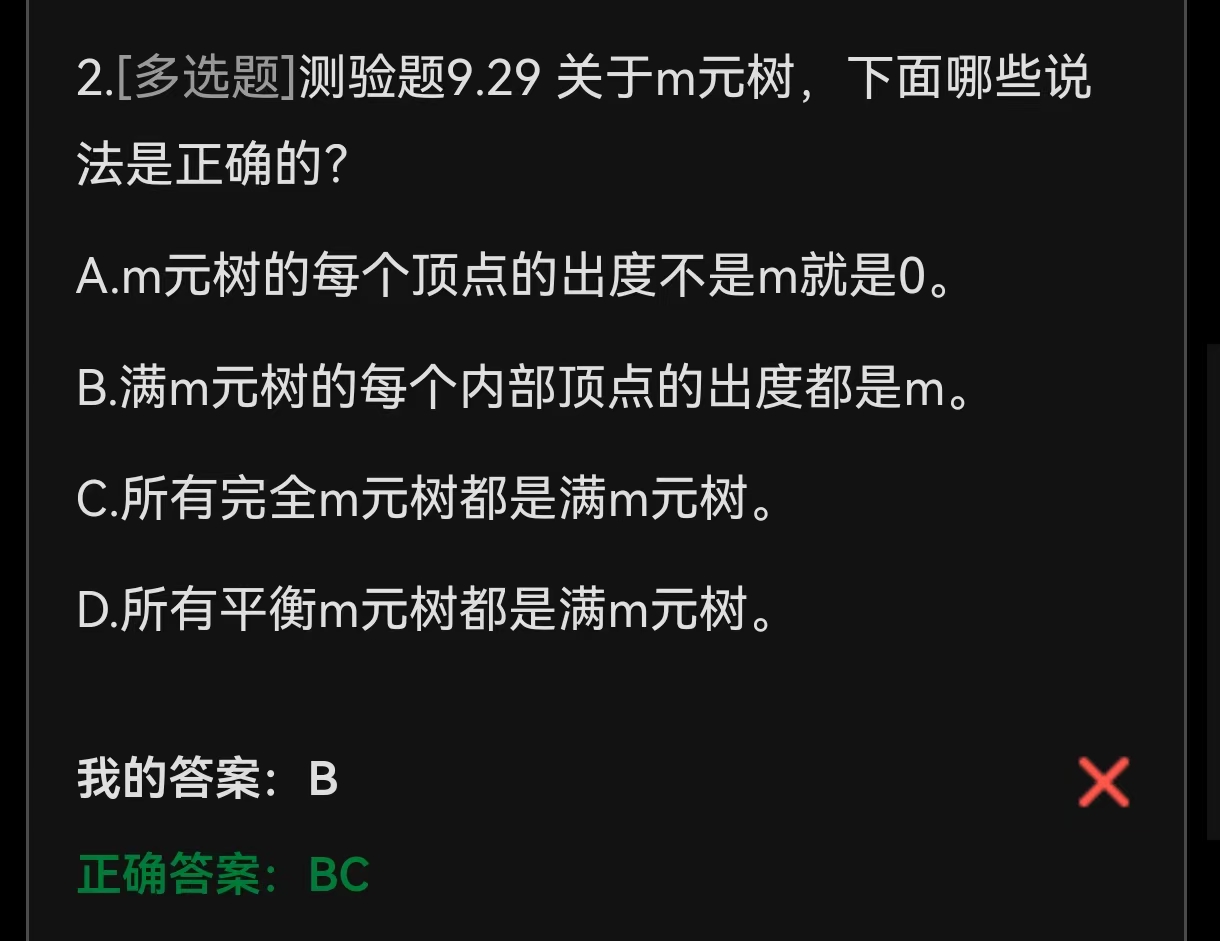 2.[多选题]测验题9.29 关于m元树，下面哪些说
法是正确的?
A.m元树的每个顶点的出度不是m就是0。
B.满m元树的每个内部顶点的出度都是m。
C.所有完全m元树都是满m元树。
D.所有平衡m元树都是满m元树。
我的答案：B
正确答案：BC